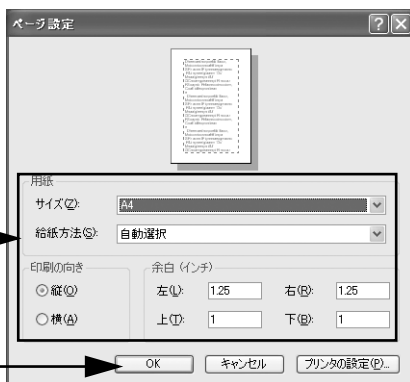 ページ設定
用紙
サイズ(Z): A4
給紙方法(S): 自動選択
印刷の向き
縦(O)
横(A)
余白 (インチ)
左(L): 1.25 右(R): 1.25
上(T): 1 下(B): 1
OK キャンセル プリンタの設定(P)...